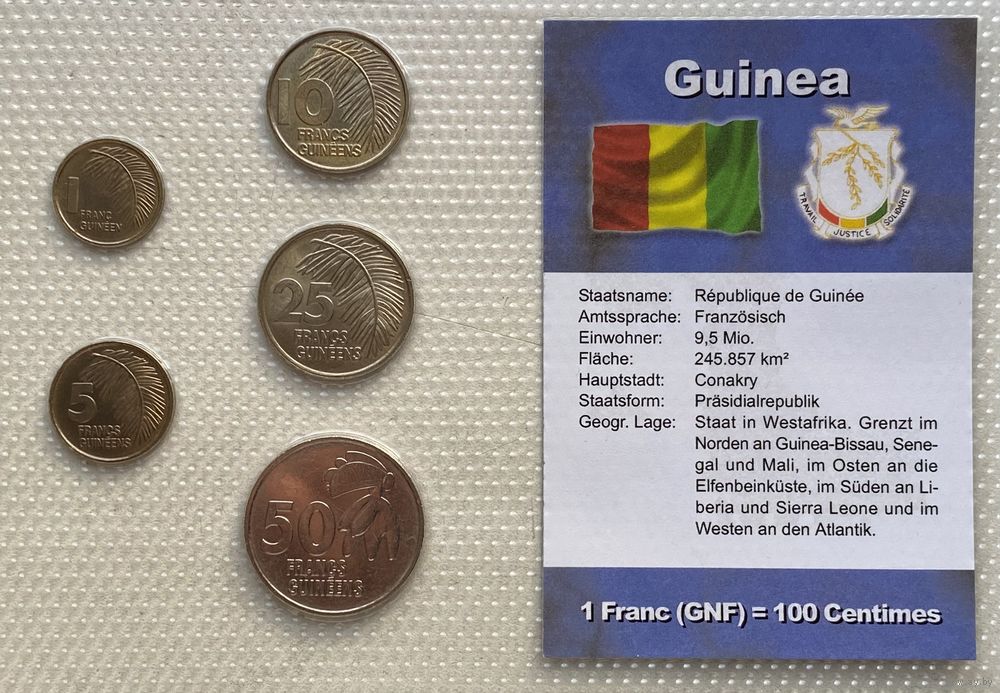 10
FRANCS
GUINÉENS
1
FRANC
GUINÉEN
25
FRANCS
GUINÉENS
5
FRANCS
GUINÉENS
50
FRANCS
GUINÉENS
Guinea
TRAVAIL
JUSTICE
SOLIDARITÉ
Staatsname: République de Guinée
Amtssprache: Französisch
Einwohner: 9,5 Mio.
Fläche: 245.857 km²
Hauptstadt: Conakry
Staatsform: Präsidialrepublik
Geogr. Lage: Staat in Westafrika. Grenzt im
Norden an Guinea-Bissau, Sene-
gal und Mali, im Osten an die
Elfenbeinküste, im Süden an Li-
beria und Sierra Leone und im
Westen an den Atlantik.
1 Franc (GNF) = 100 Centimes